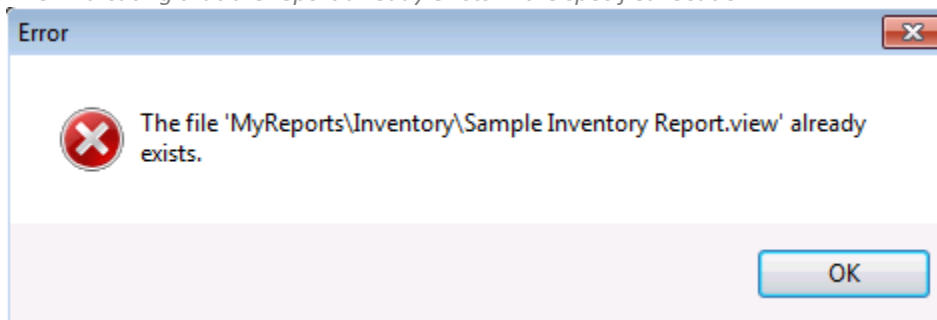 Error
The file 'MyReports\Inventory\Sample Inventory Report.view' already
exists.
OK